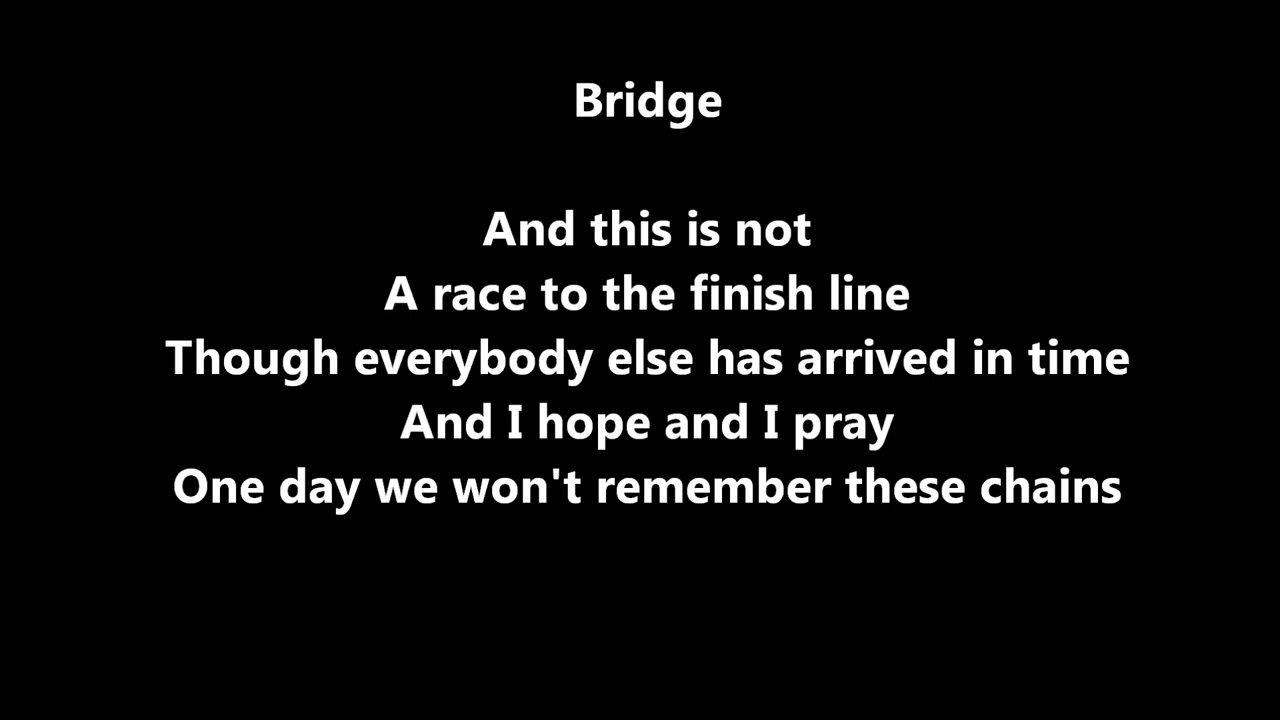 Bridge
And this is not
A race to the finish line
Though everybody else has arrived in time
And I hope and I pray
One day we won't remember these chains